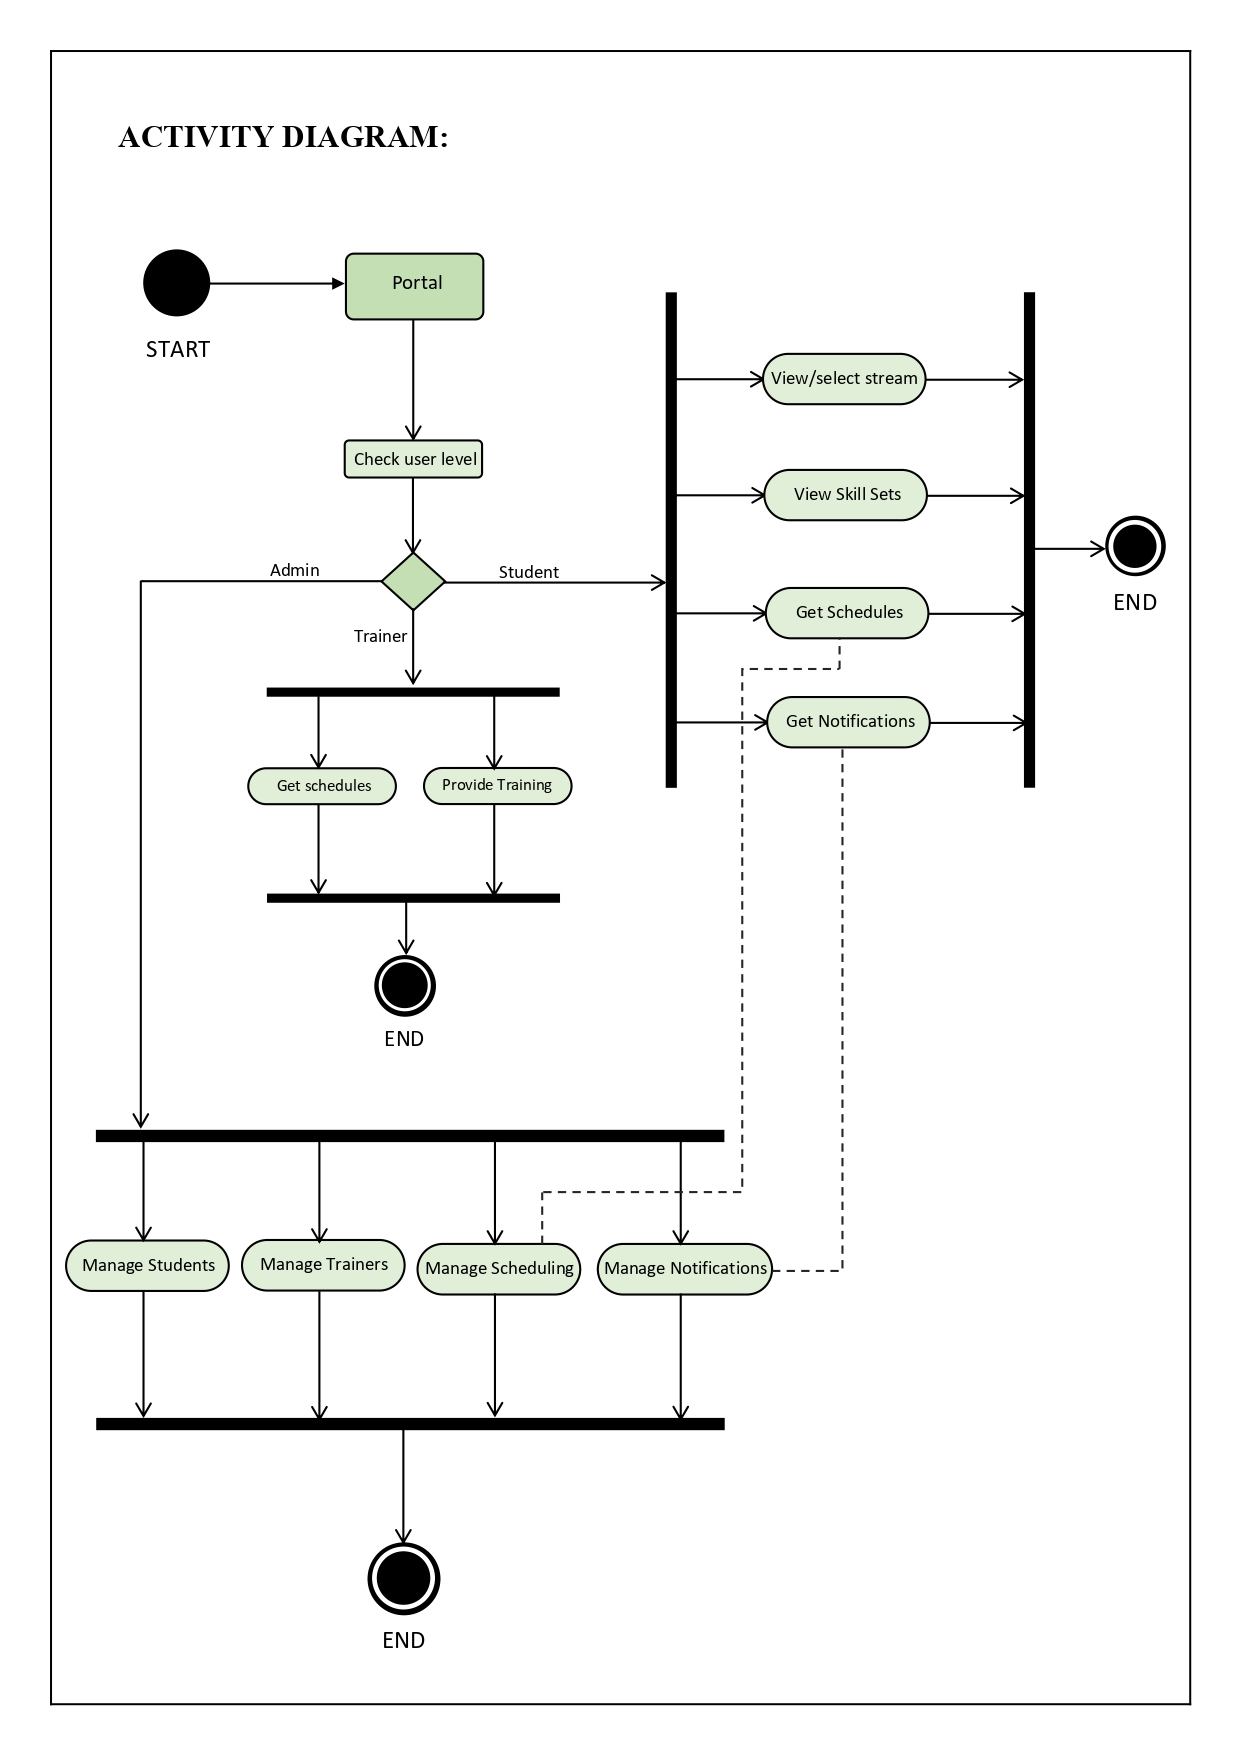 ACTIVITY DIAGRAM:
Portal
START
View/select stream
Check user level
View Skill Sets
Admin
Student
END
Get Schedules
Trainer
Get Notifications
Get schedules
Provide Training
END
Manage Students
Manage Trainers
Manage Scheduling
Manage Notifications
END